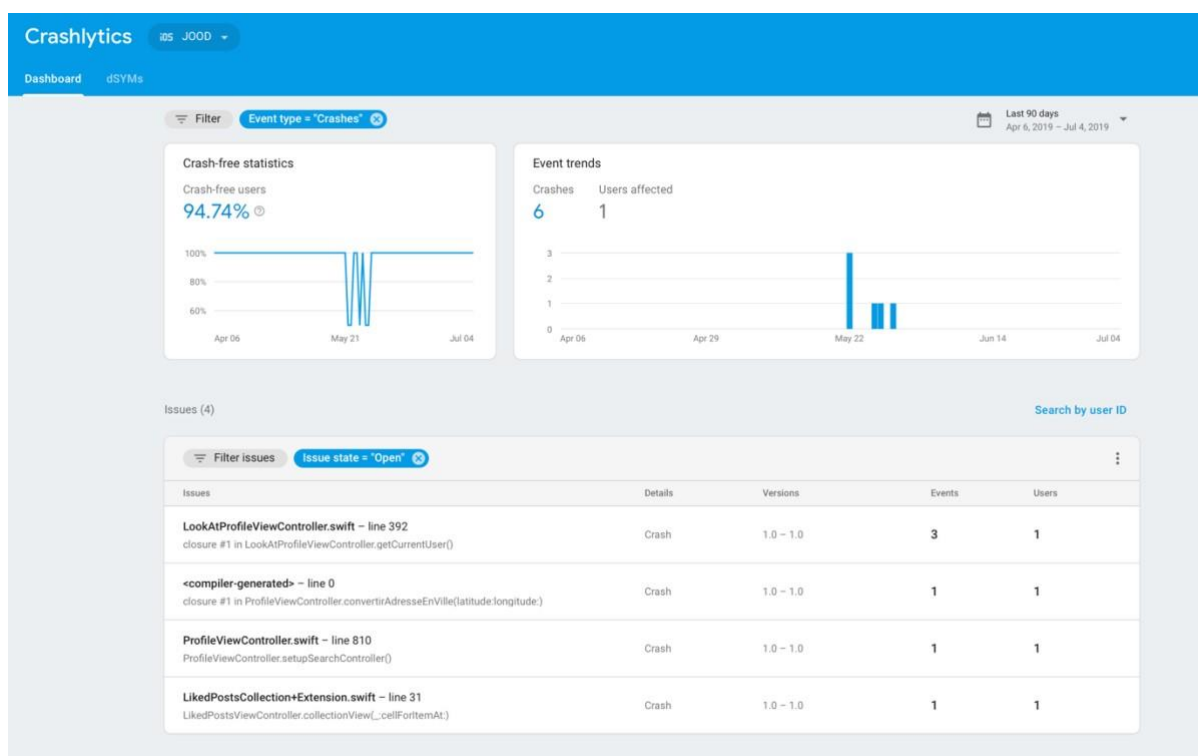 Crashlytics iOS JOOD
Dashboard dSYMs
Filter Event type = "Crashes"
Last 90 days
Apr 6, 2019 – Jul 4, 2019
Crash-free statistics
Crash-free users
94.74%
100%
80%
60%
Apr 06 May 21 Jul 04
Event trends
Crashes Users affected
6 1
3
2
1
0
Apr 06 Apr 29 May 22 Jun 14 Jul 04
Issues (4) Search by user ID
Filter issues Issue state = "Open"
Issues Details Versions Events Users
LookAtProfileViewController.swift – line 392
closure #1 in LookAtProfileViewController.getCurrentUser()
Crash 1.0 – 1.0 3 1
<compiler-generated> – line 0
closure #1 in ProfileViewController.convertirAdresseEnVille(latitude:longitude:)
Crash 1.0 – 1.0 1 1
ProfileViewController.swift – line 810
ProfileViewController.setupSearchController()
Crash 1.0 – 1.0 1 1
LikedPostsCollection+Extension.swift – line 31
LikedPostsViewController.collectionView(_:cellForItemAt:)
Crash 1.0 – 1.0 1 1